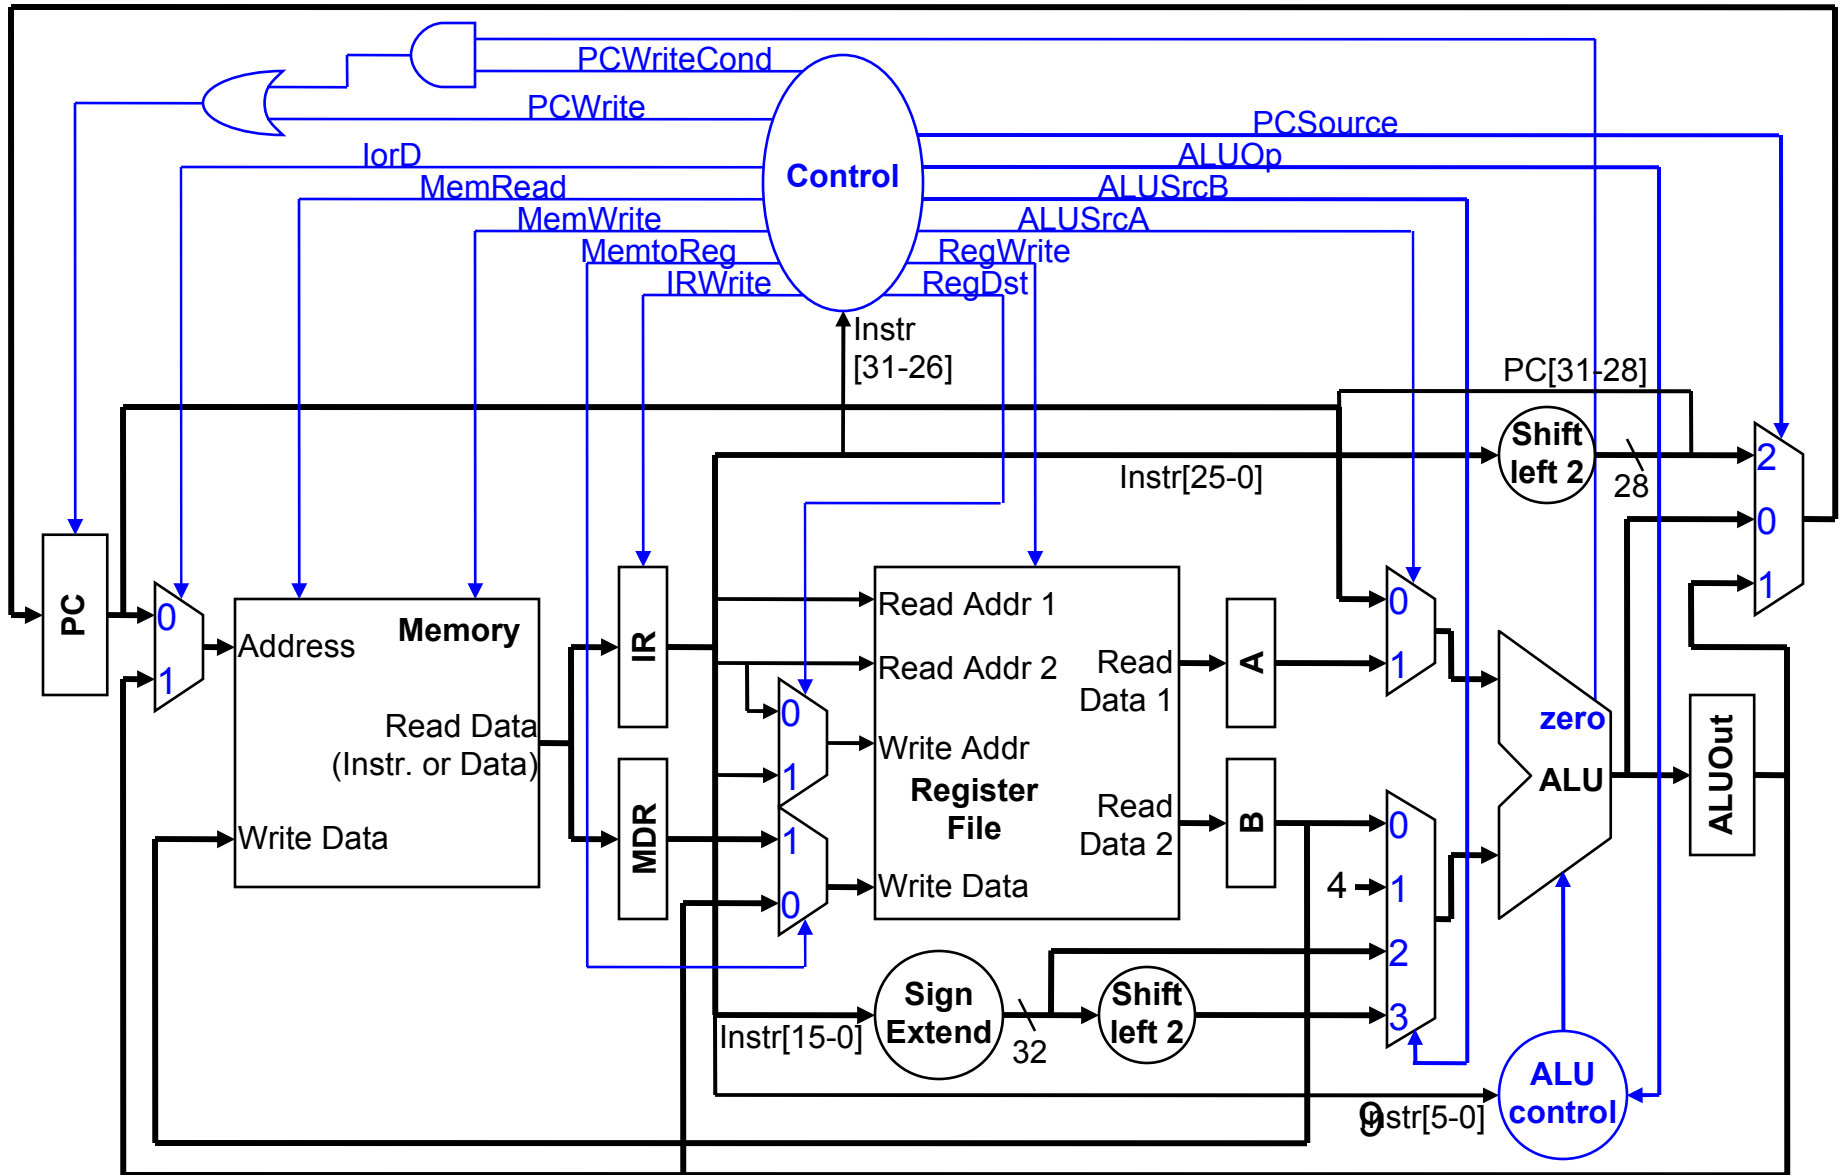 PCWriteCond
PCWrite
PCSource
IorD
ALUOp
Control
MemRead
ALUSrcB
MemWrite
ALUSrcA
MemtoReg
RegWrite
IRWrite
RegDst
Instr
[31-26]
PC[31-28]
Shift
left 2
Instr[25-0]
28
2
0
1
PC
0
1
Address
Memory
Read Data
(Instr. or Data)
Write Data
IR
MDR
0
1
1
0
Read Addr 1
Read Addr 2
Read
Data 1
Write Addr
Register
File
Read
Data 2
Write Data
A
B
0
1
0
4
1
2
3
zero
ALU
ALUOut
Sign
Extend
Shift
left 2
Instr[15-0]
32
ALU
control
Instr[5-0]
9